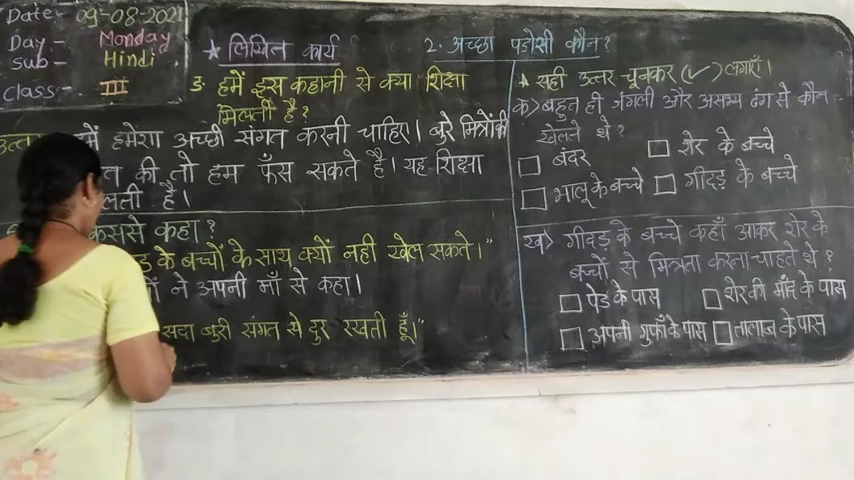 Date:- 09-08-2021
Day:- Monday
Sub- Hindi
Class:- III
★ लिखित कार्य
2. अच्छा पडोसी कौन?
3. हमें इस कहानी से क्या शिक्षा
मिलती है?
में हमेशा अच्छी संगत करनी चाहिए। बुरे मित्रों की
की तो हम फँस सकते है। यह शिक्षा
लती है।
कससे कहा?
के बच्चों के साथ क्यों नही खेल सकते।"
ने अपनी माँ से कहा।
सदा बुरी संगत से दुर रखती हूँ।"
★ सही उत्तर चूनकर (✓) लगाएँ।
क> बहुत ही जंगली और असभ्य ढंग से कौन
खेलते थे?
□ बंदर
□ शेर के बच्चे
□ भालू के बच्चे
□ गीदड़ के बच्चे
ख> गीदड़ के बच्चे कहाँ आकर शेर के
बच्चों से मित्रता करना चाहते थे?
□ पेड के पास
□ शेर की माँद के पास
□ अपनी गुफाँ के पास
□ तालाब के पास